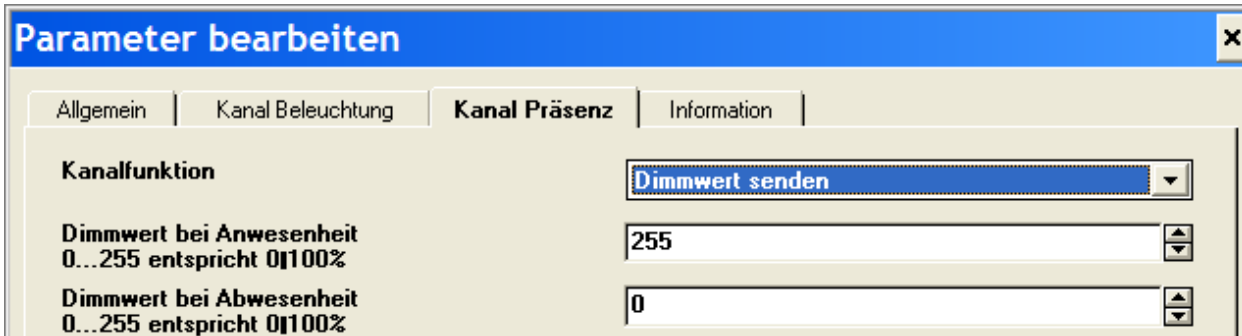 Parameter bearbeiten
Allgemein Kanal Beleuchtung Kanal Präsenz Information
Kanalfunktion Dimmwert senden
Dimmwert bei Anwesenheit 255
0...255 entspricht 0‖100%
Dimmwert bei Abwesenheit 0
0...255 entspricht 0‖100%